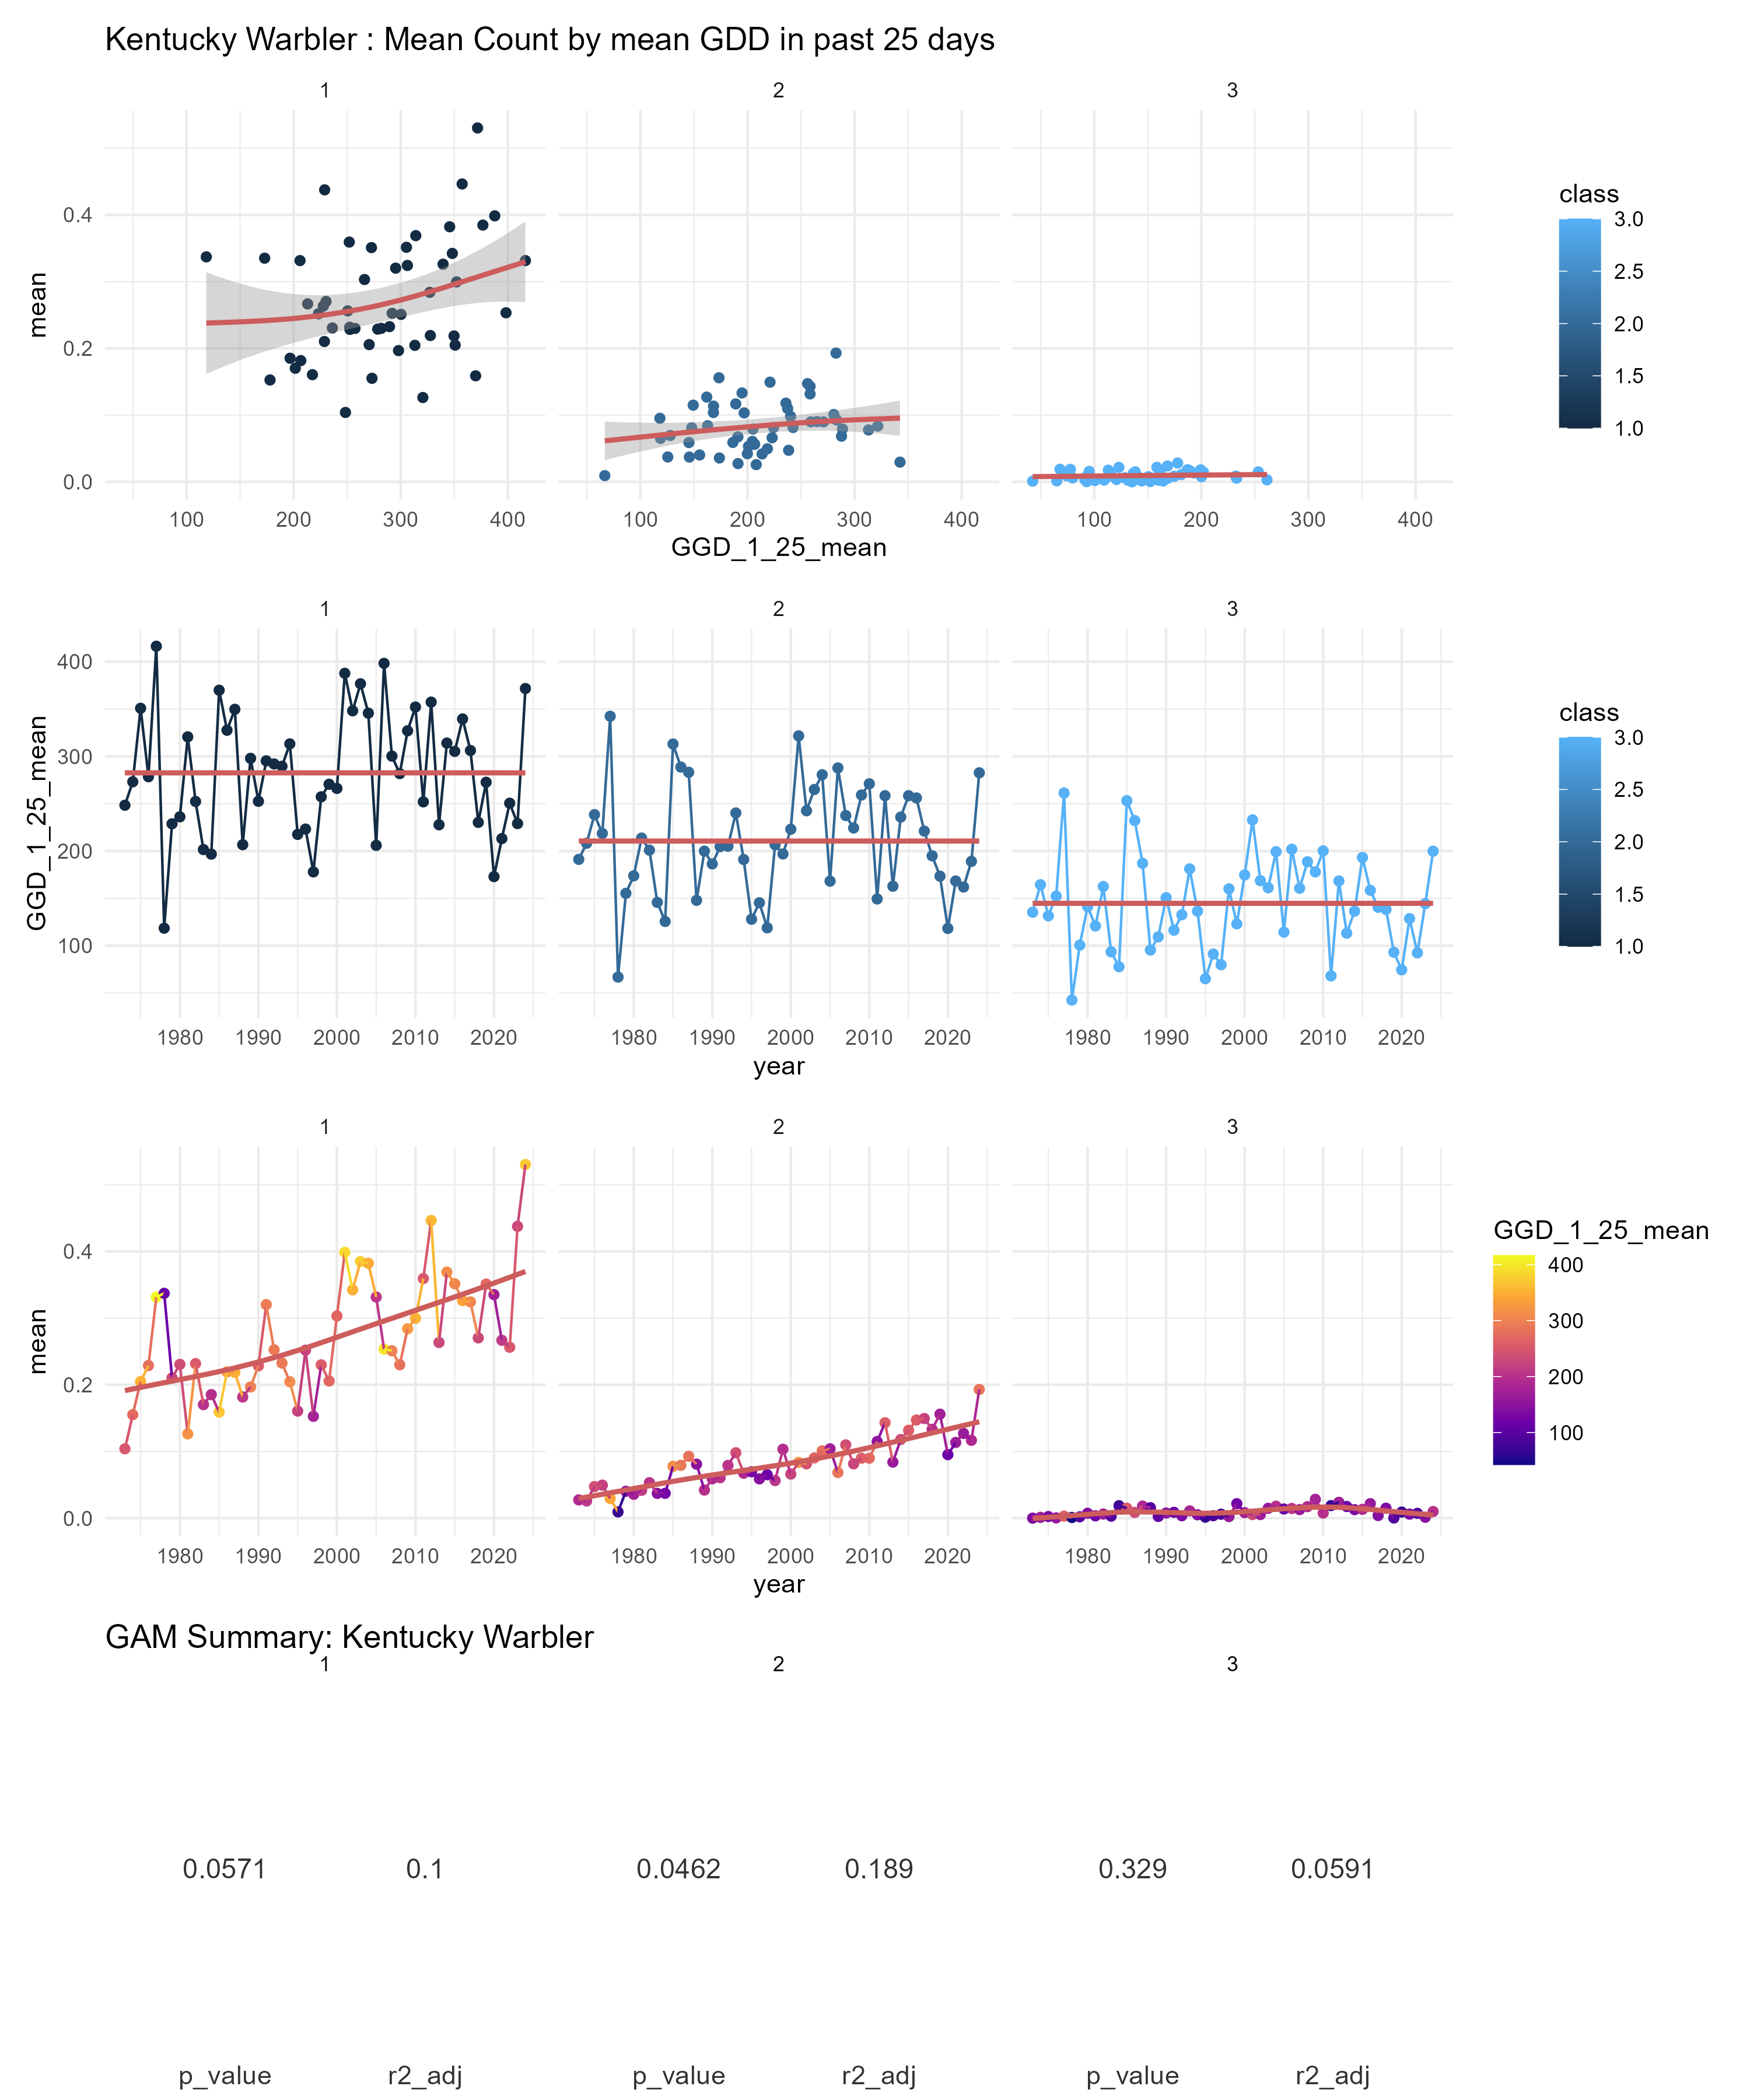 Kentucky Warbler : Mean Count by mean GDD in past 25 days
1 2 3
mean
0.4
0.2
0.0
100 200 300 400 100 200 300 400 100 200 300 400
GGD_1_25_mean
class
3.0
2.5
2.0
1.5
1.0
1 2 3
GGD_1_25_mean
400
300
200
100
1980 1990 2000 2010 2020 1980 1990 2000 2010 2020 1980 1990 2000 2010 2020
year
class
3.0
2.5
2.0
1.5
1.0
1 2 3
mean
0.4
0.2
0.0
1980 1990 2000 2010 2020 1980 1990 2000 2010 2020 1980 1990 2000 2010 2020
year
GGD_1_25_mean
400
300
200
100
GAM Summary: Kentucky Warbler
1 2 3
0.0571 0.1 0.0462 0.189 0.329 0.0591
p_value r2_adj p_value r2_adj p_value r2_adj